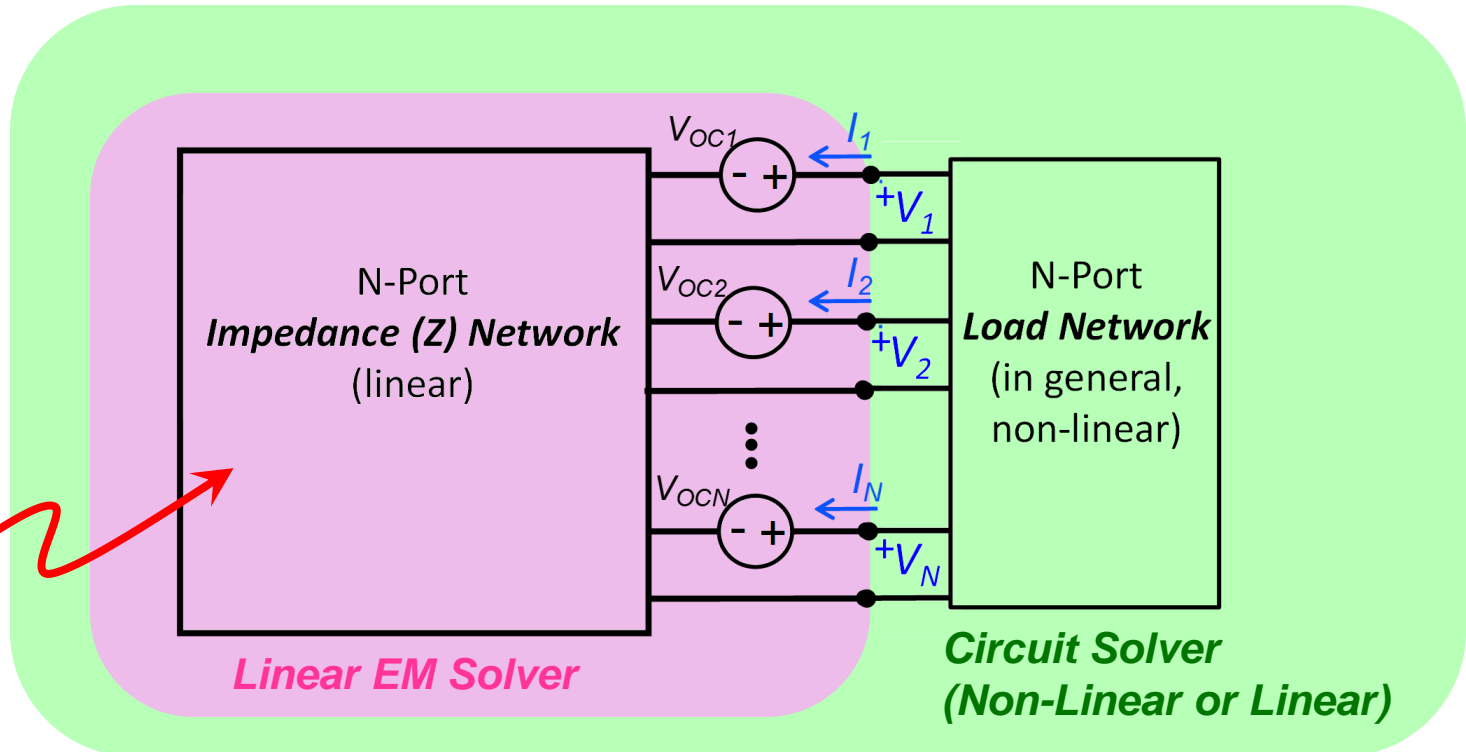 V_OC1
I_1
- +
+V_1
N-Port
Impedance (Z) Network
(linear)
V_OC2
I_2
- +
+V_2
N-Port
Load Network
(in general,
non-linear)
V_OCN
I_N
- +
+V_N
Linear EM Solver
Circuit Solver
(Non-Linear or Linear)